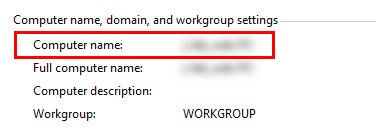 Computer name, domain, and workgroup settings
Computer name:
Full computer name:
Computer description:
Workgroup: WORKGROUP